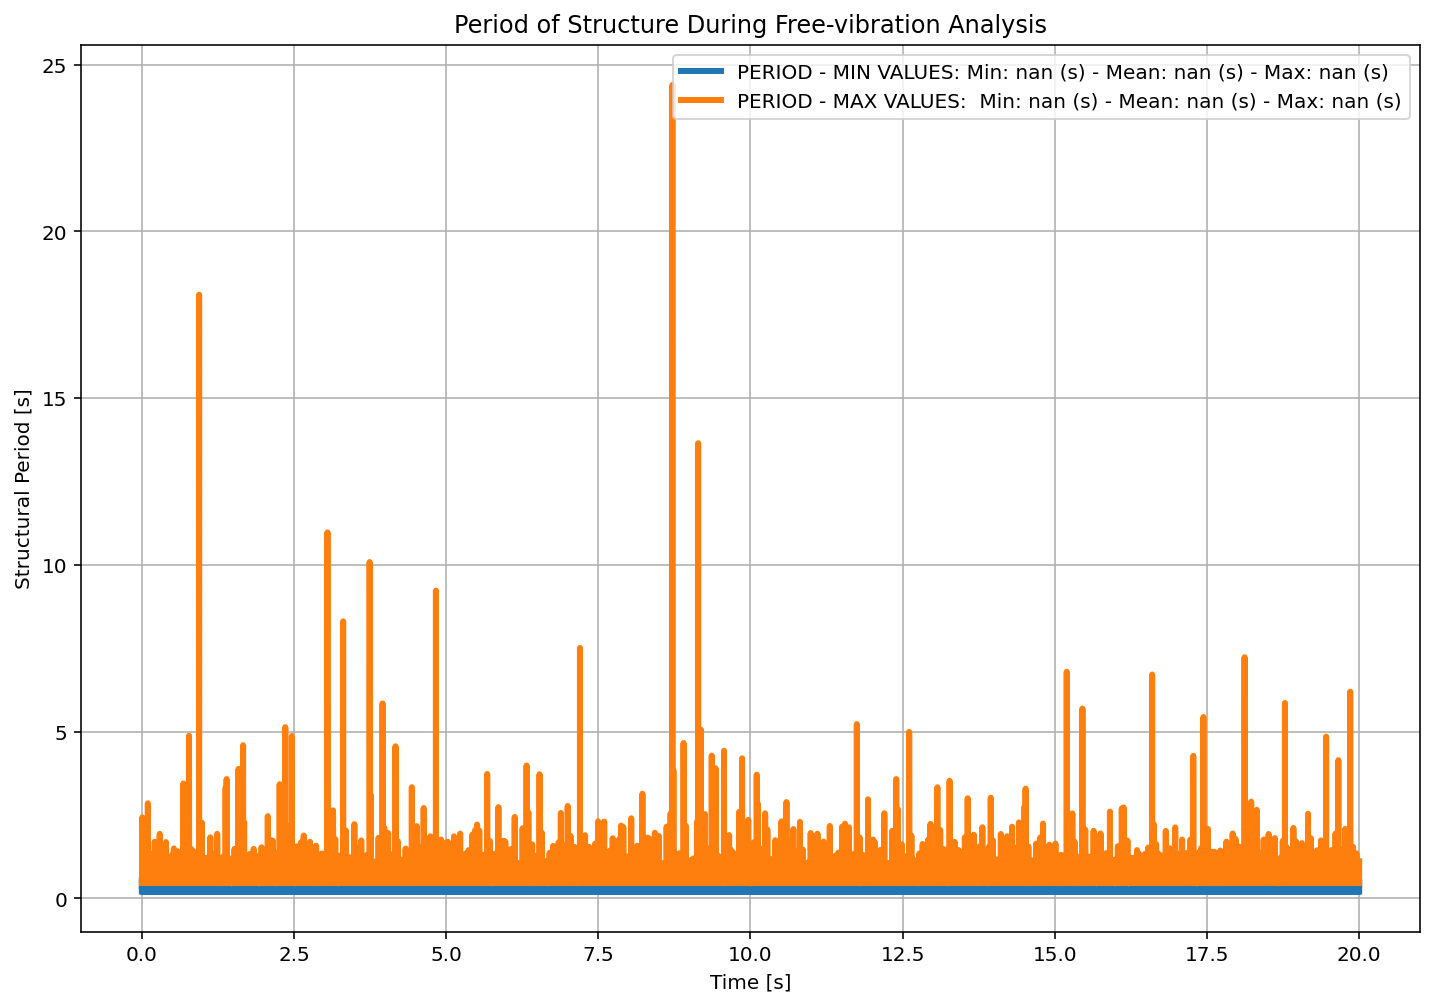 Period of Structure During Free-vibration Analysis
PERIOD - MIN VALUES: Min: nan (s) - Mean: nan (s) - Max: nan (s)
PERIOD - MAX VALUES:  Min: nan (s) - Mean: nan (s) - Max: nan (s)
25
20
15
10
5
0
Structural Period [s]
0.0 2.5 5.0 7.5 10.0 12.5 15.0 17.5 20.0
Time [s]